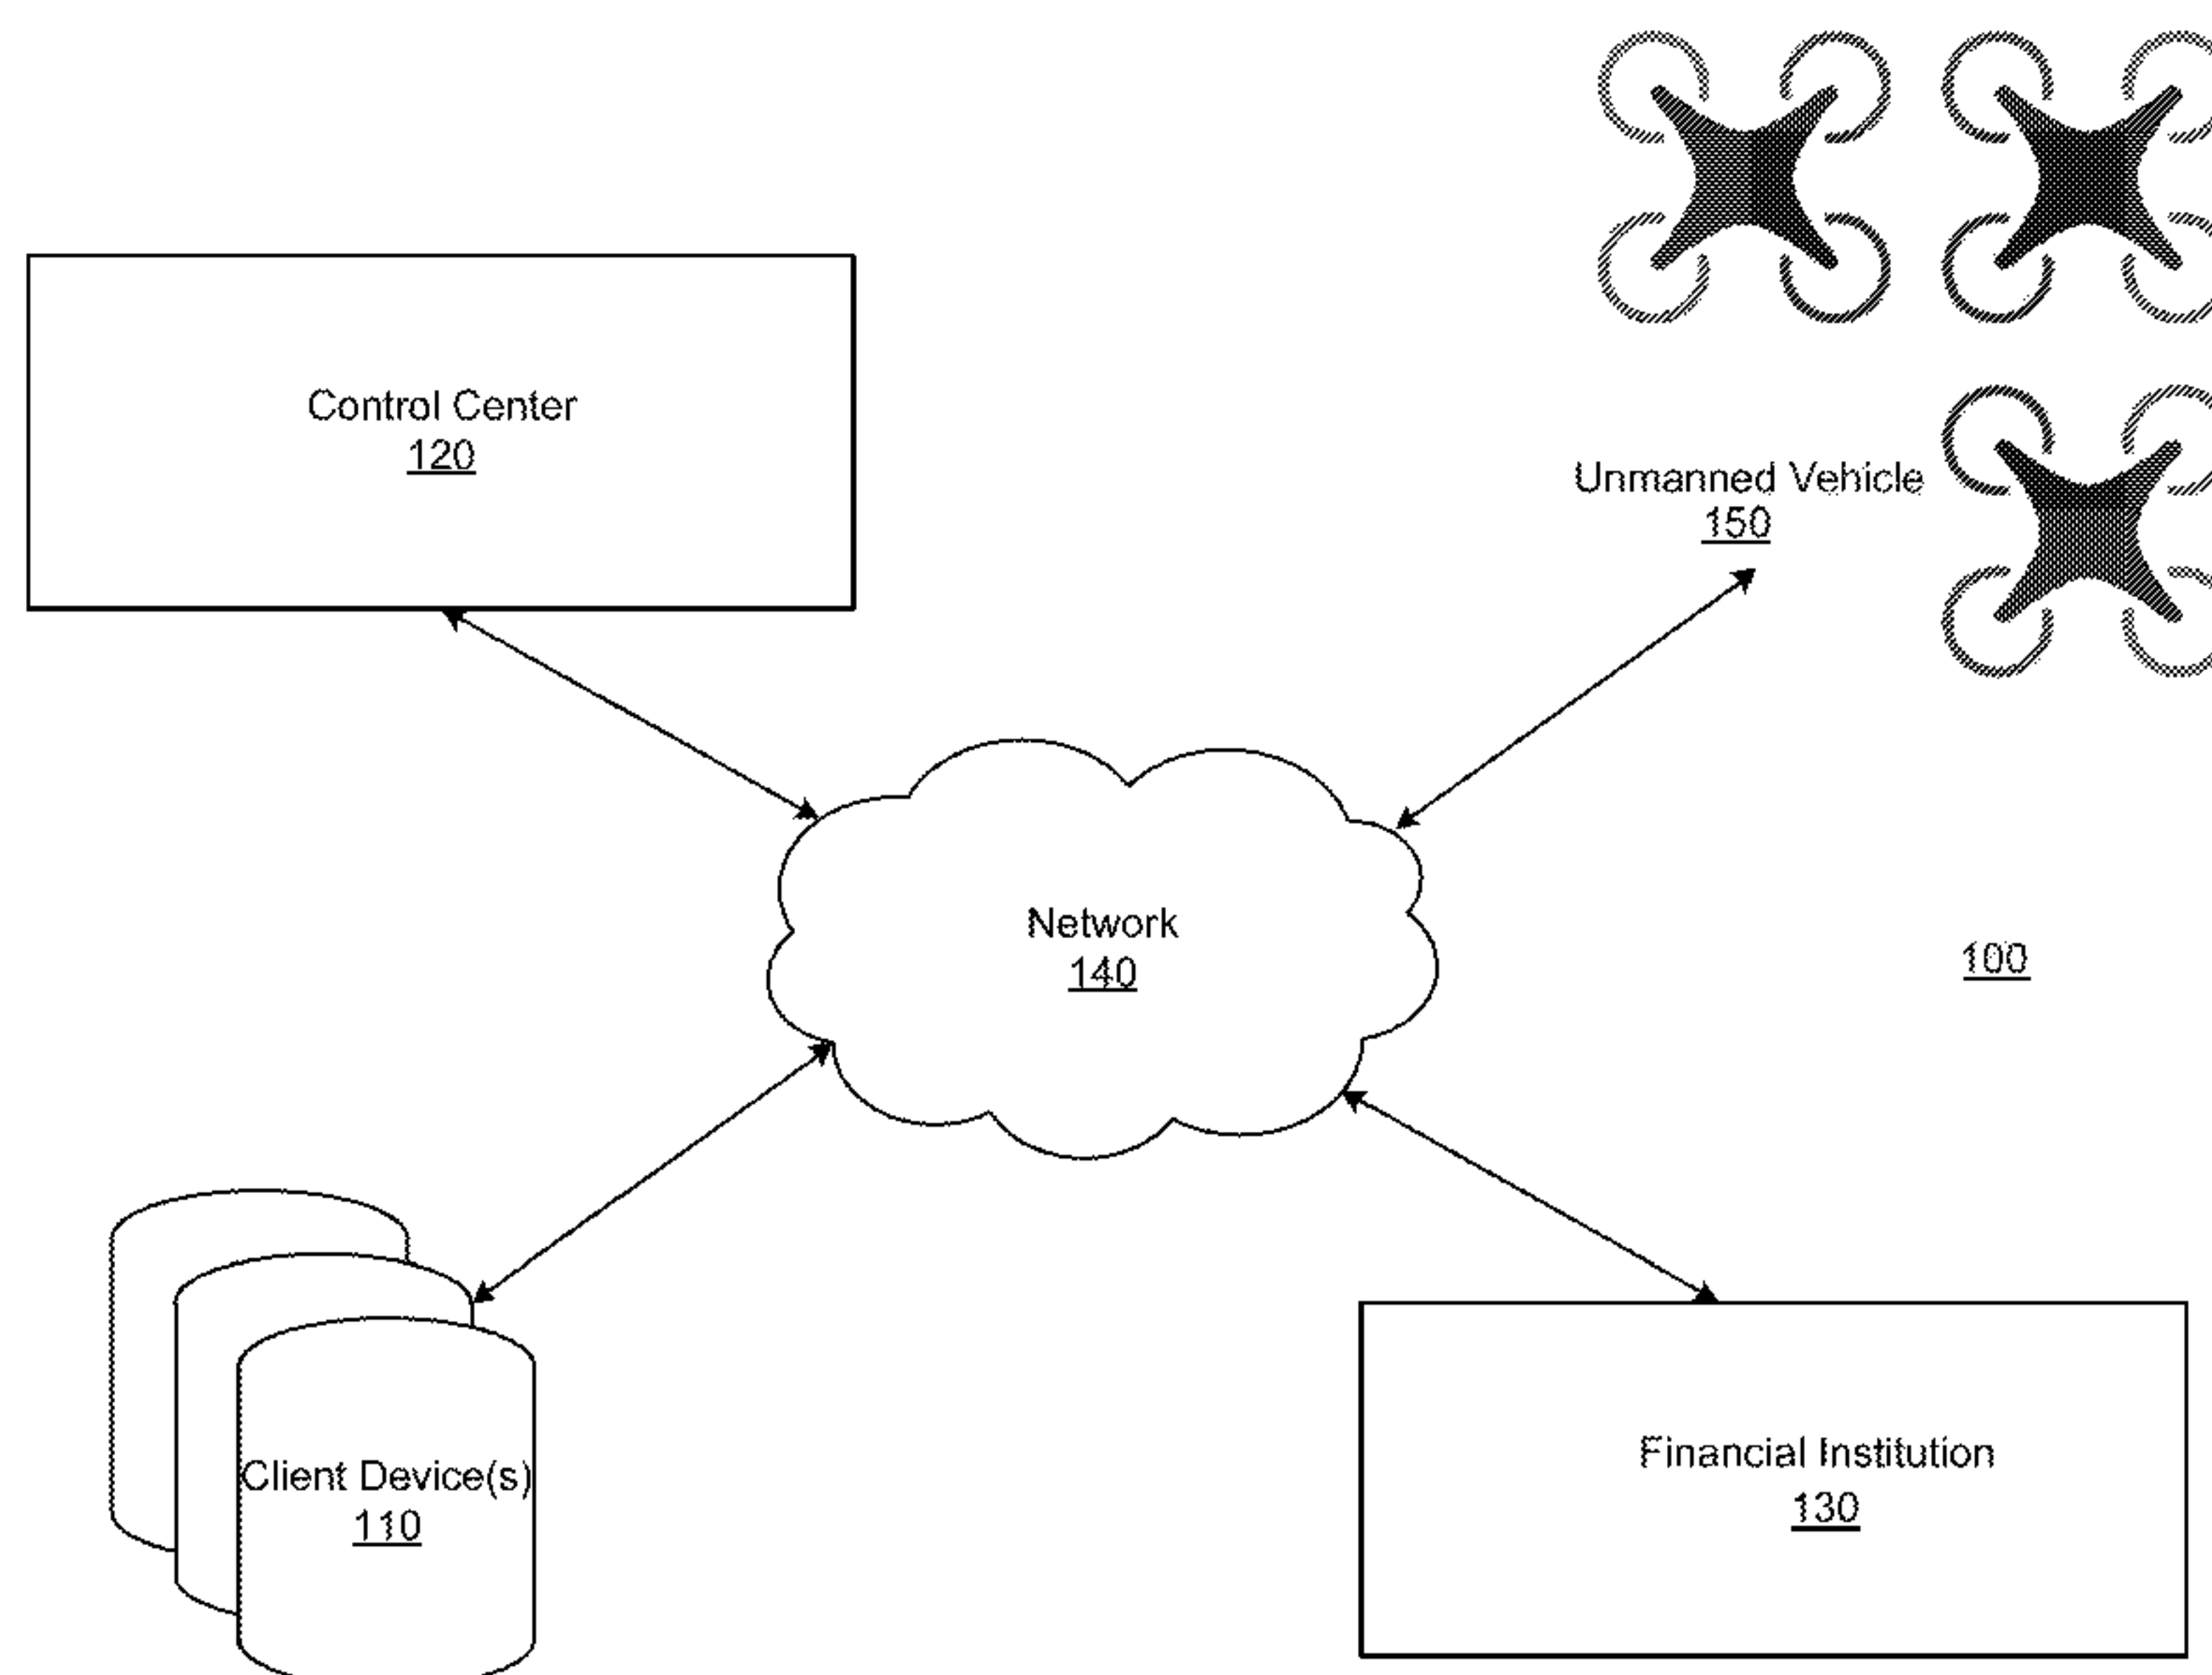 Control Center
120
Unmanned Vehicle
150
Network
140
100
Client Device(s)
110
Financial Institution
130